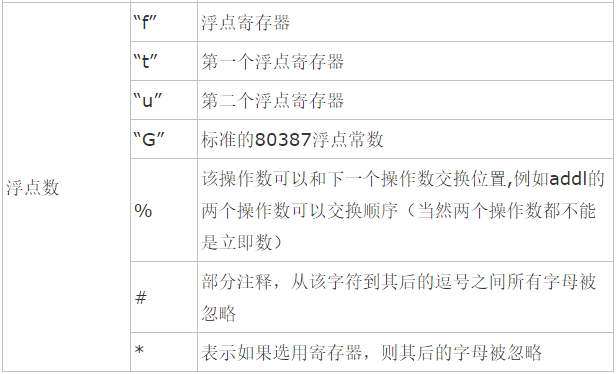 浮点数
“f” 浮点寄存器
“t” 第一个浮点寄存器
“u” 第二个浮点寄存器
“G” 标准的80387浮点常数
% 该操作数可以和下一个操作数交换位置,例如addl的
两个操作数可以交换顺序（当然两个操作数都不能
是立即数）
# 部分注释，从该字符到其后的逗号之间所有字母被
忽略
* 表示如果选用寄存器，则其后的字母被忽略